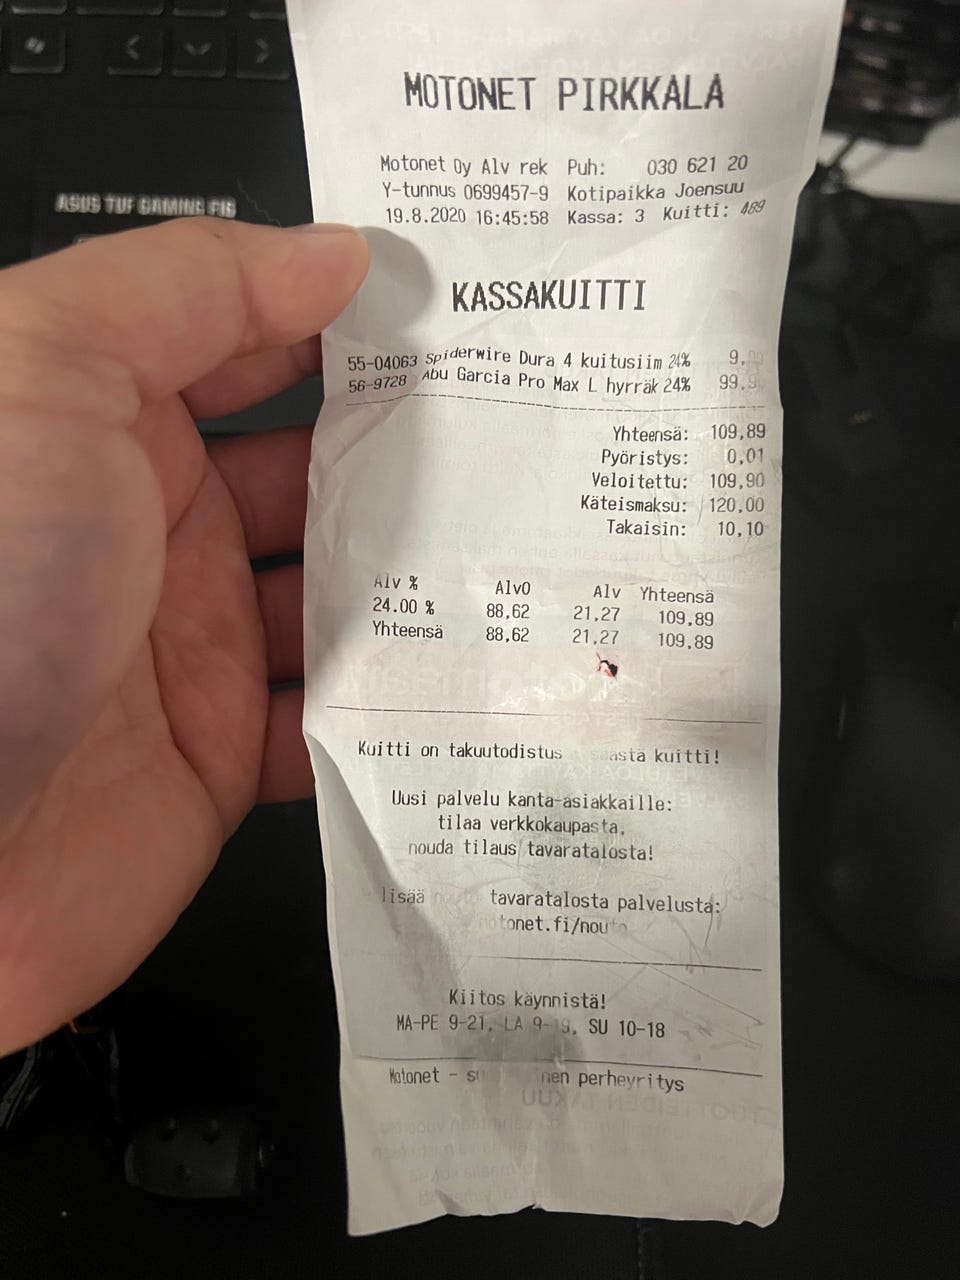 ASUS TUF GAMING F16
MOTONET PIRKKALA
Motonet Oy Alv rek Puh: 030 621 20
Y-tunnus 0699457-9 Kotipaikka Joensuu
19.8.2020 16:45:58 Kassa: 3 Kuitti: 489
KASSAKUITTI
55-04063 Spiderwire Dura 4 kuitusiim 24%
56-9728 Abu Garcia Pro Max L hyrräk 24%
Yhteensä: 109,89
Pyöristys: 0,01
Veloitettu: 109,90
Käteismaksu: 120,00
Takaisin: 10,10
Alv % Alv0 Alv Yhteensä
24.00 % 88,62 21,27 109,89
Yhteensä 88,62 21,27 109,89
Kuitti on takuutodistus kuitti!
Uusi palvelu kanta-asiakkaille:
tilaa verkkokaupasta,
nouda tilaus tavaratalosta!
lisää tavaratalosta palvelusta:
Kiitos käynnistä!
MA-PE 9-21, LA SU 10-18
Motonet - perheyritys